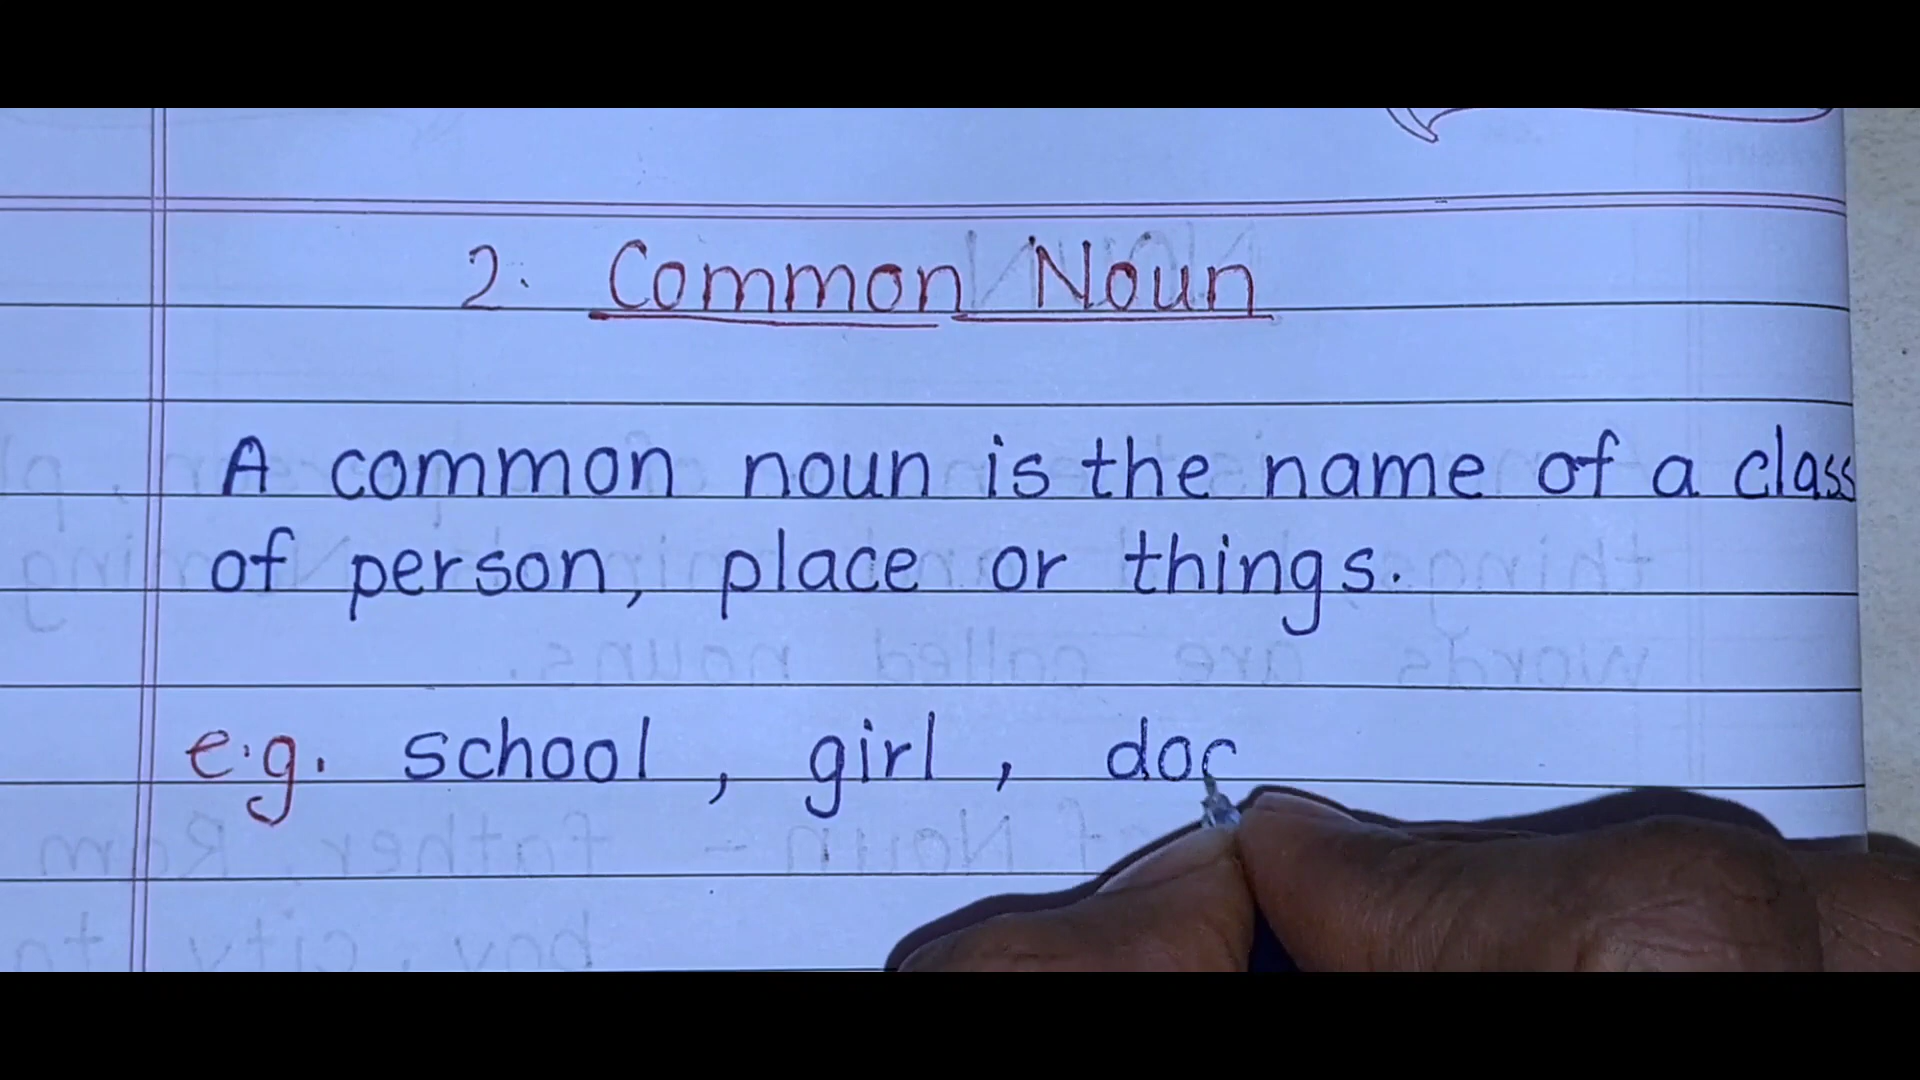 2. Common Noun
A common noun is the name of a class
of person, place or things.
e.g. school, girl, doc